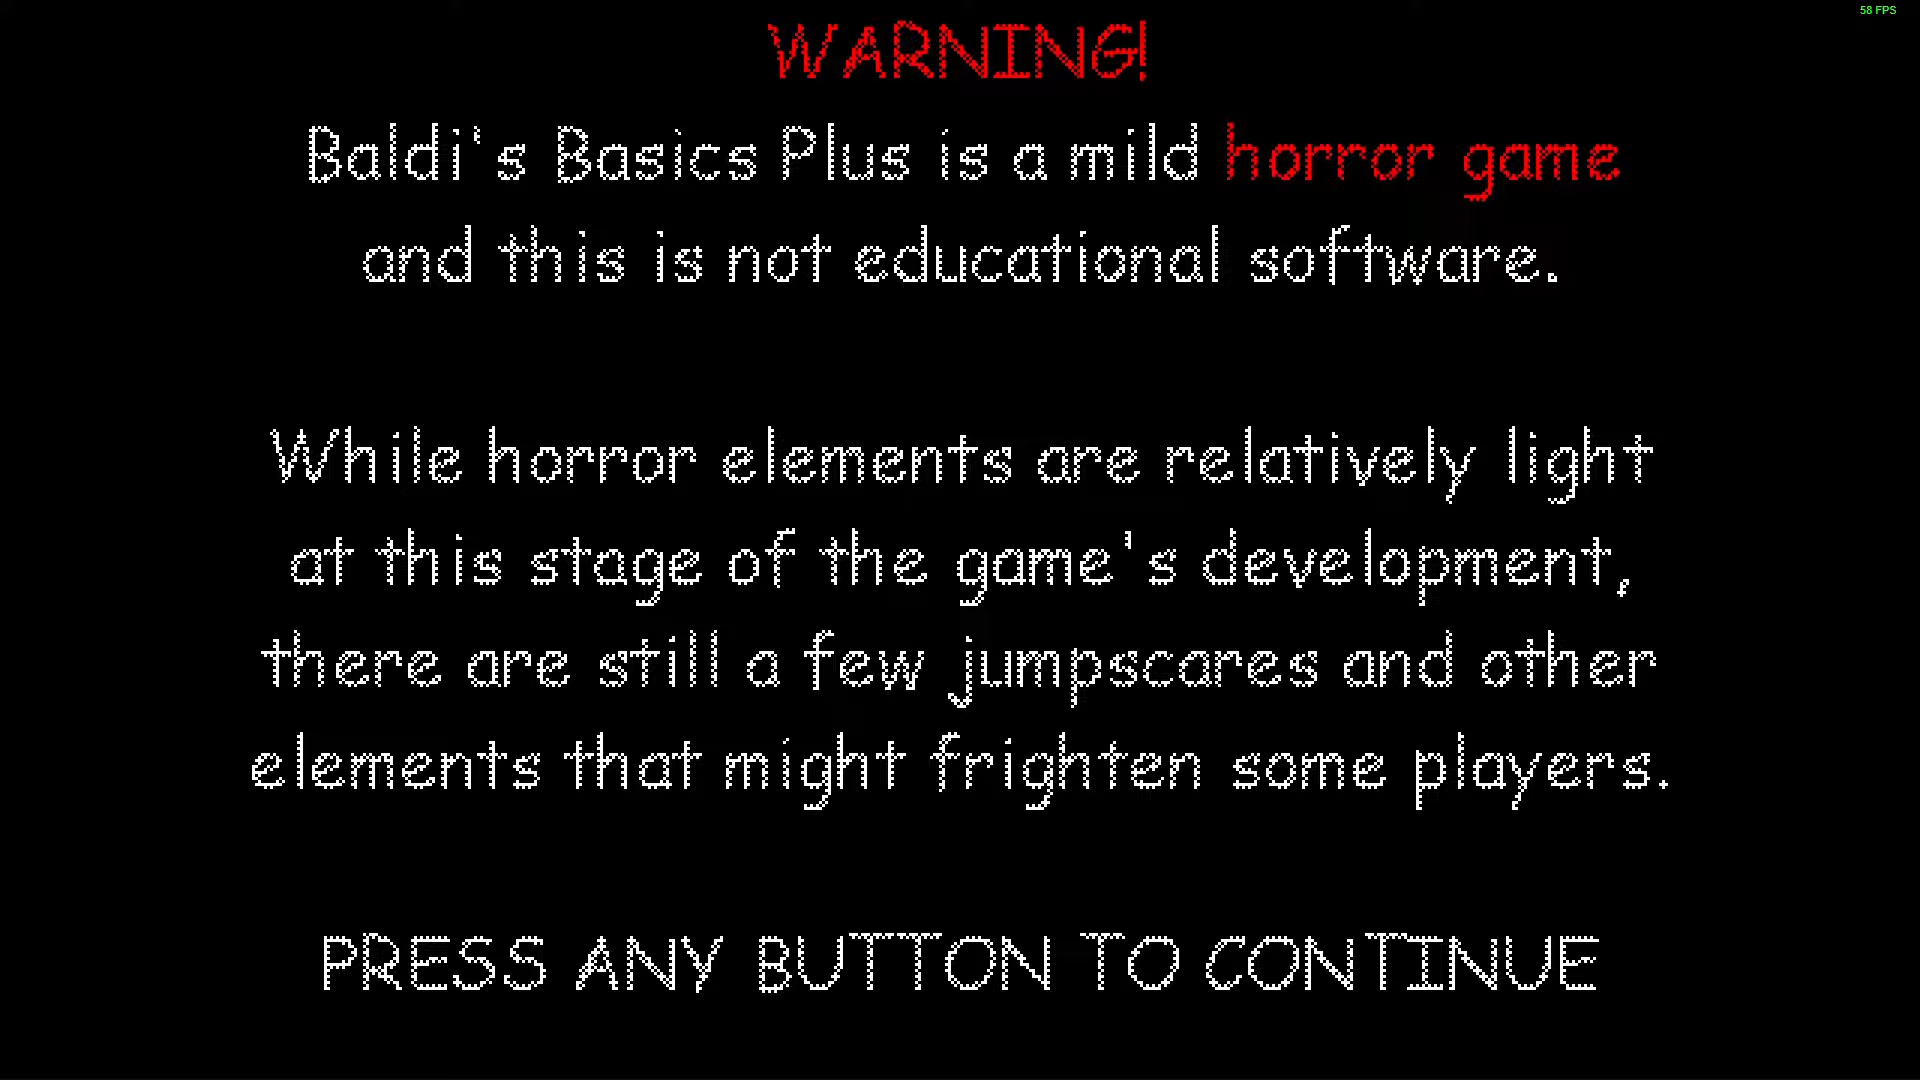 58 FPS
WARNING!
Baldi's Basics Plus is a mild horror game
and this is not educational software.
While horror elements are relatively light
at this stage of the game's development,
there are still a few jumpscares and other
elements that might frighten some players.
PRESS ANY BUTTON TO CONTINUE